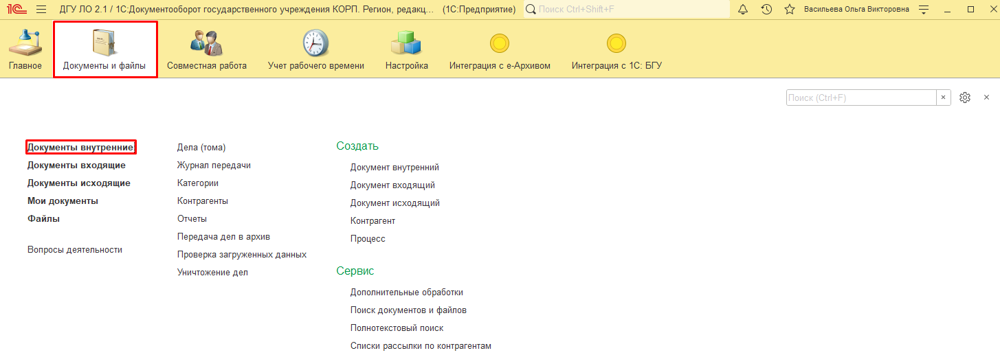 1С ДГУ ЛО 2.1 / 1С:Документооборот государственного учреждения КОРП. Регион, редакц... (1С:Предприятие) Поиск Ctrl+Shift+F Васильева Ольга Викторовна
Главное Документы и файлы Совместная работа Учет рабочего времени Настройка Интеграция с е-Архивом Интеграция с 1С: БГУ
Поиск (Ctrl+F)
Документы внутренние
Документы входящие
Документы исходящие
Мои документы
Файлы
Вопросы деятельности
Дела (тома)
Журнал передачи
Категории
Контрагенты
Отчеты
Передача дел в архив
Проверка загруженных данных
Уничтожение дел
Создать
Документ внутренний
Документ входящий
Документ исходящий
Контрагент
Процесс
Сервис
Дополнительные обработки
Поиск документов и файлов
Полнотекстовый поиск
Списки рассылки по контрагентам